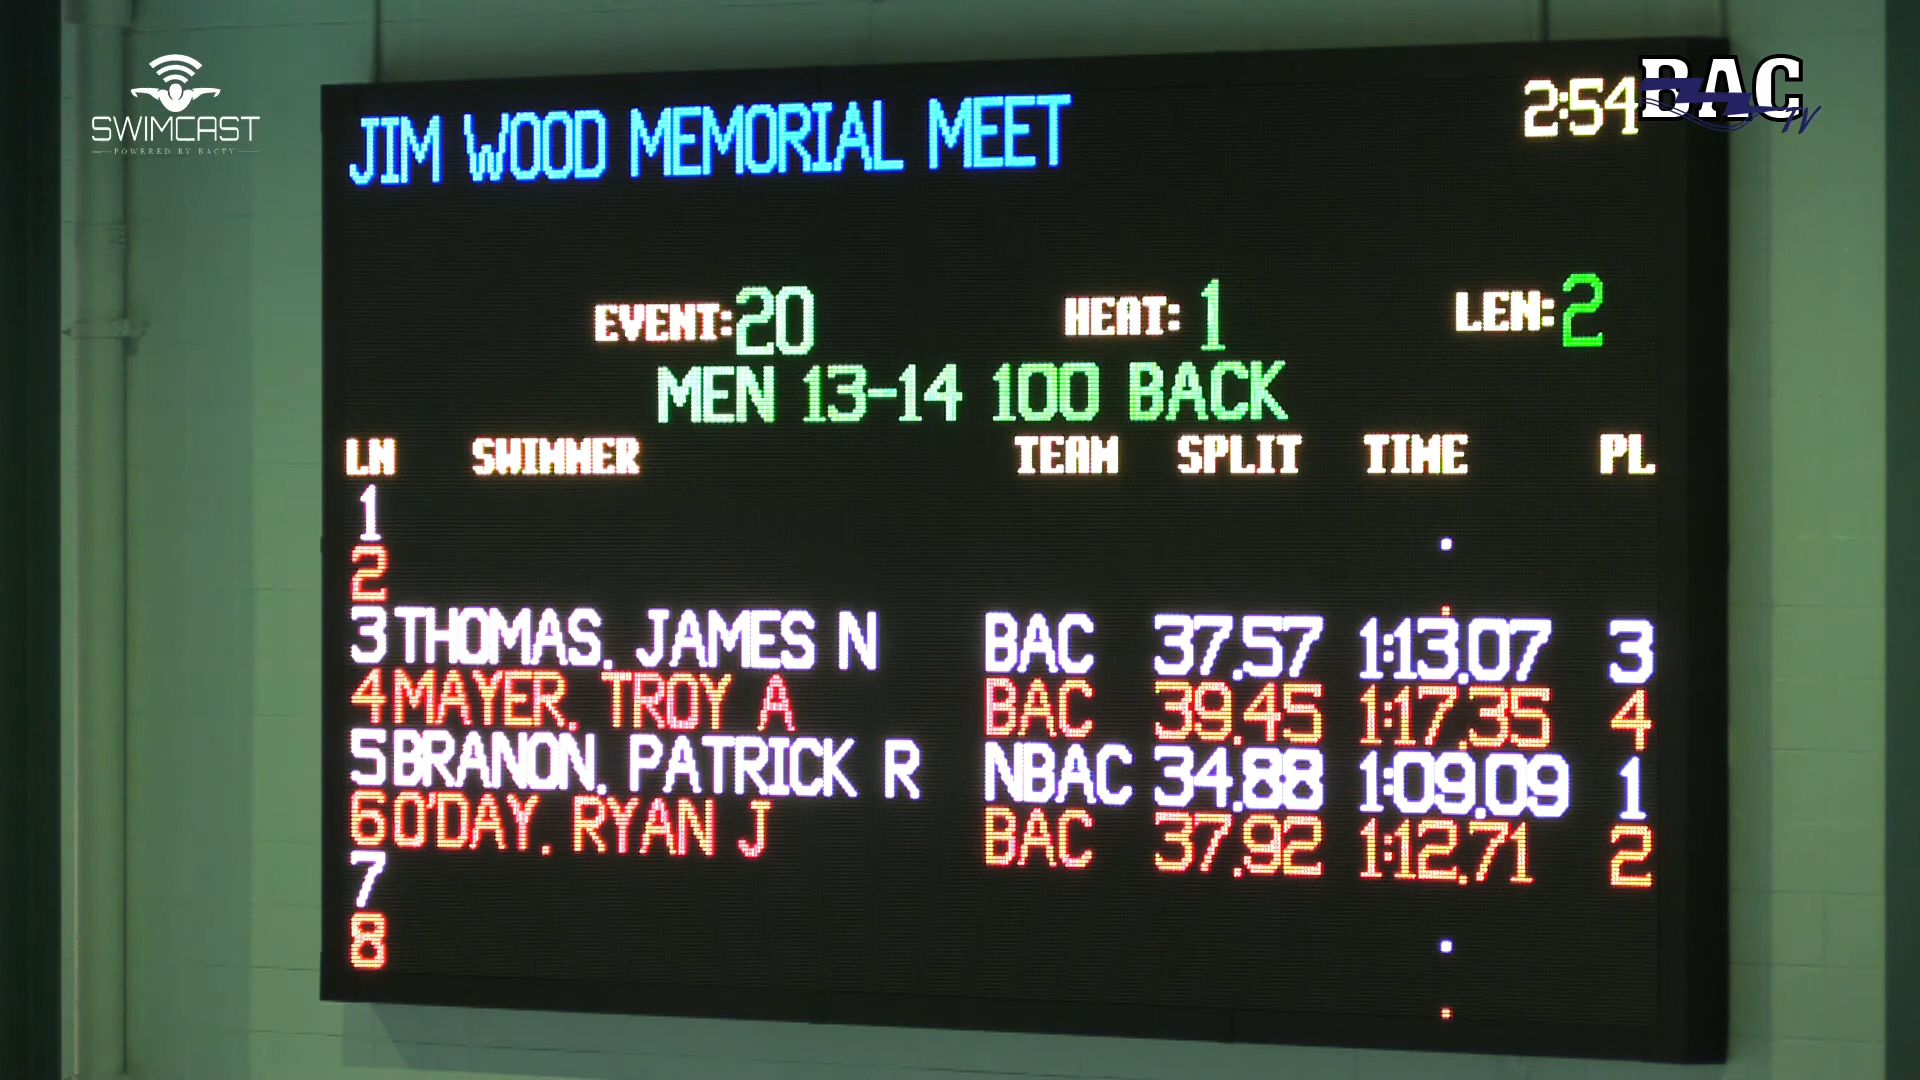 SWIMCAST
POWERED BY BACTV
BAC TV
JIM WOOD MEMORIAL MEET 2:54
EVENT: 20 HEAT: 1 LEN: 2
MEN 13-14 100 BACK
LN SWIMMER TEAM SPLIT TIME PL
1 .
2 .
3 THOMAS, JAMES N BAC 37.57 1:13.07 3
4 MAYER, TROY A BAC 39.45 1:17.35 4
5 BRANON, PATRICK R NBAC 34.88 1:09.09 1
6 O'DAY, RYAN J BAC 37.92 1:12.71 2
7 .
8 .